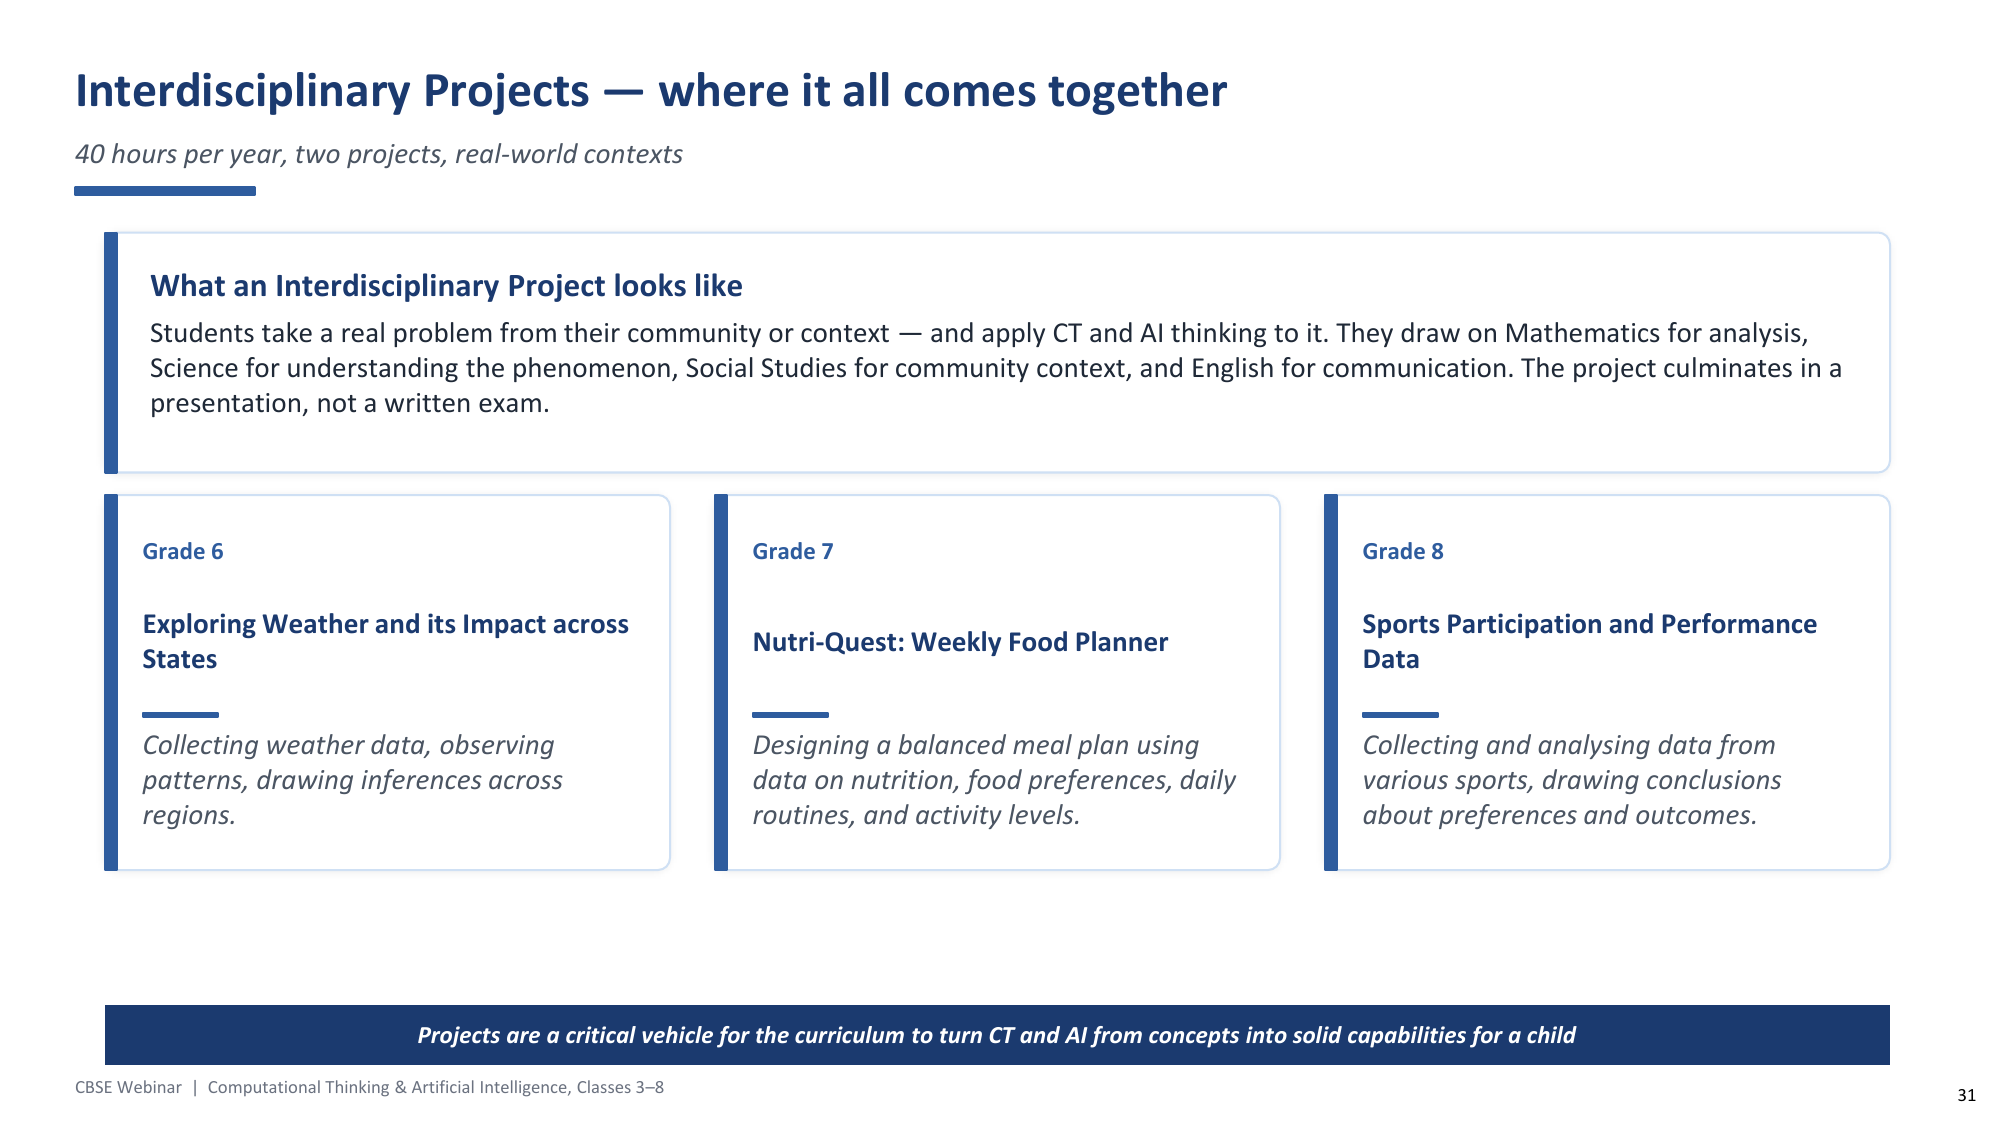 Interdisciplinary Projects — where it all comes together
40 hours per year, two projects, real-world contexts
What an Interdisciplinary Project looks like
Students take a real problem from their community or context — and apply CT and AI thinking to it. They draw on Mathematics for analysis,
Science for understanding the phenomenon, Social Studies for community context, and English for communication. The project culminates in a
presentation, not a written exam.
Grade 6
Exploring Weather and its Impact across
States
Collecting weather data, observing
patterns, drawing inferences across
regions.
Grade 7
Nutri-Quest: Weekly Food Planner
Designing a balanced meal plan using
data on nutrition, food preferences, daily
routines, and activity levels.
Grade 8
Sports Participation and Performance
Data
Collecting and analysing data from
various sports, drawing conclusions
about preferences and outcomes.
Projects are a critical vehicle for the curriculum to turn CT and AI from concepts into solid capabilities for a child
CBSE Webinar | Computational Thinking & Artificial Intelligence, Classes 3–8
31